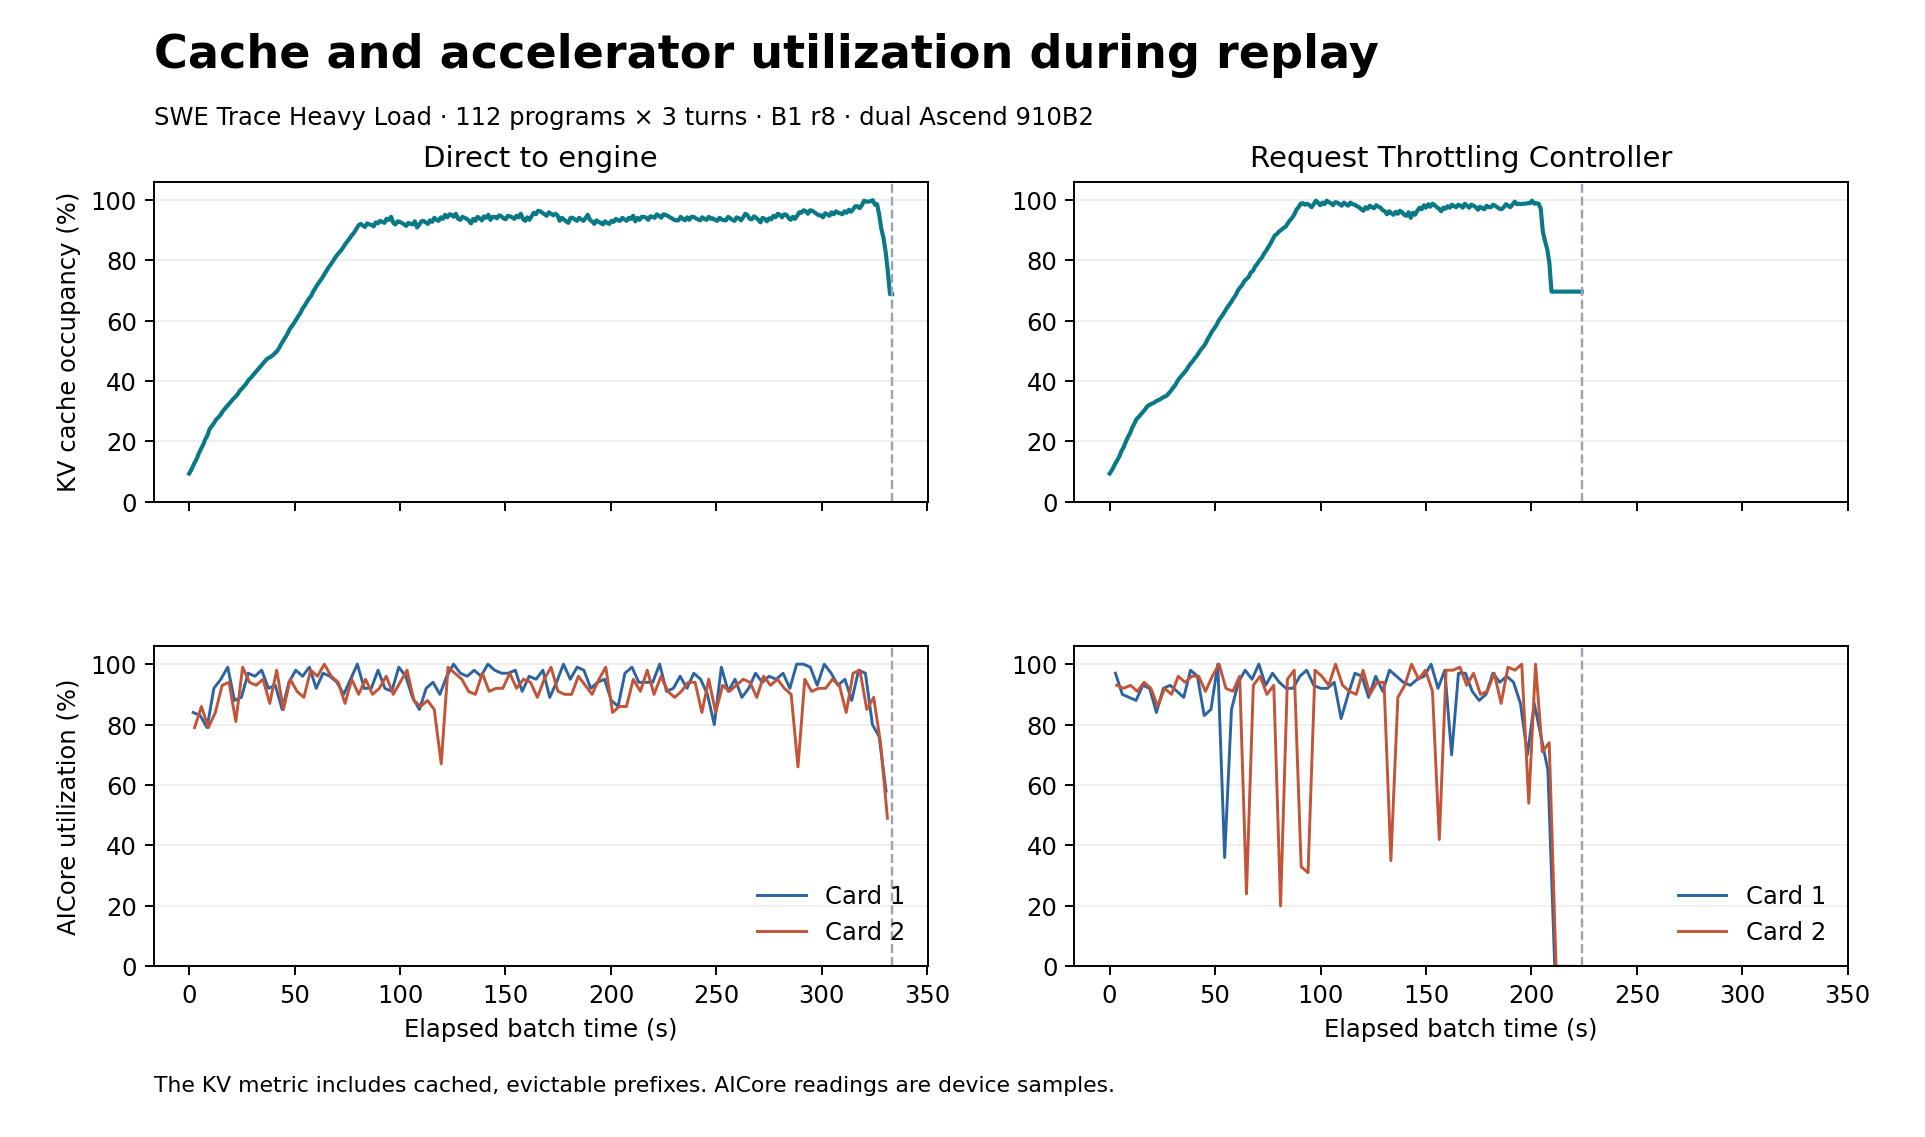 Cache and accelerator utilization during replay
SWE Trace Heavy Load · 112 programs × 3 turns · B1 r8 · dual Ascend 910B2
Direct to engine
KV cache occupancy (%)
100
80
60
40
20
0
Request Throttling Controller
100
80
60
40
20
0
AICore utilization (%)
100
80
60
40
20
0
Card 1
Card 2
0 50 100 150 200 250 300 350
Elapsed batch time (s)
100
80
60
40
20
0
Card 1
Card 2
0 50 100 150 200 250 300 350
Elapsed batch time (s)
The KV metric includes cached, evictable prefixes. AICore readings are device samples.